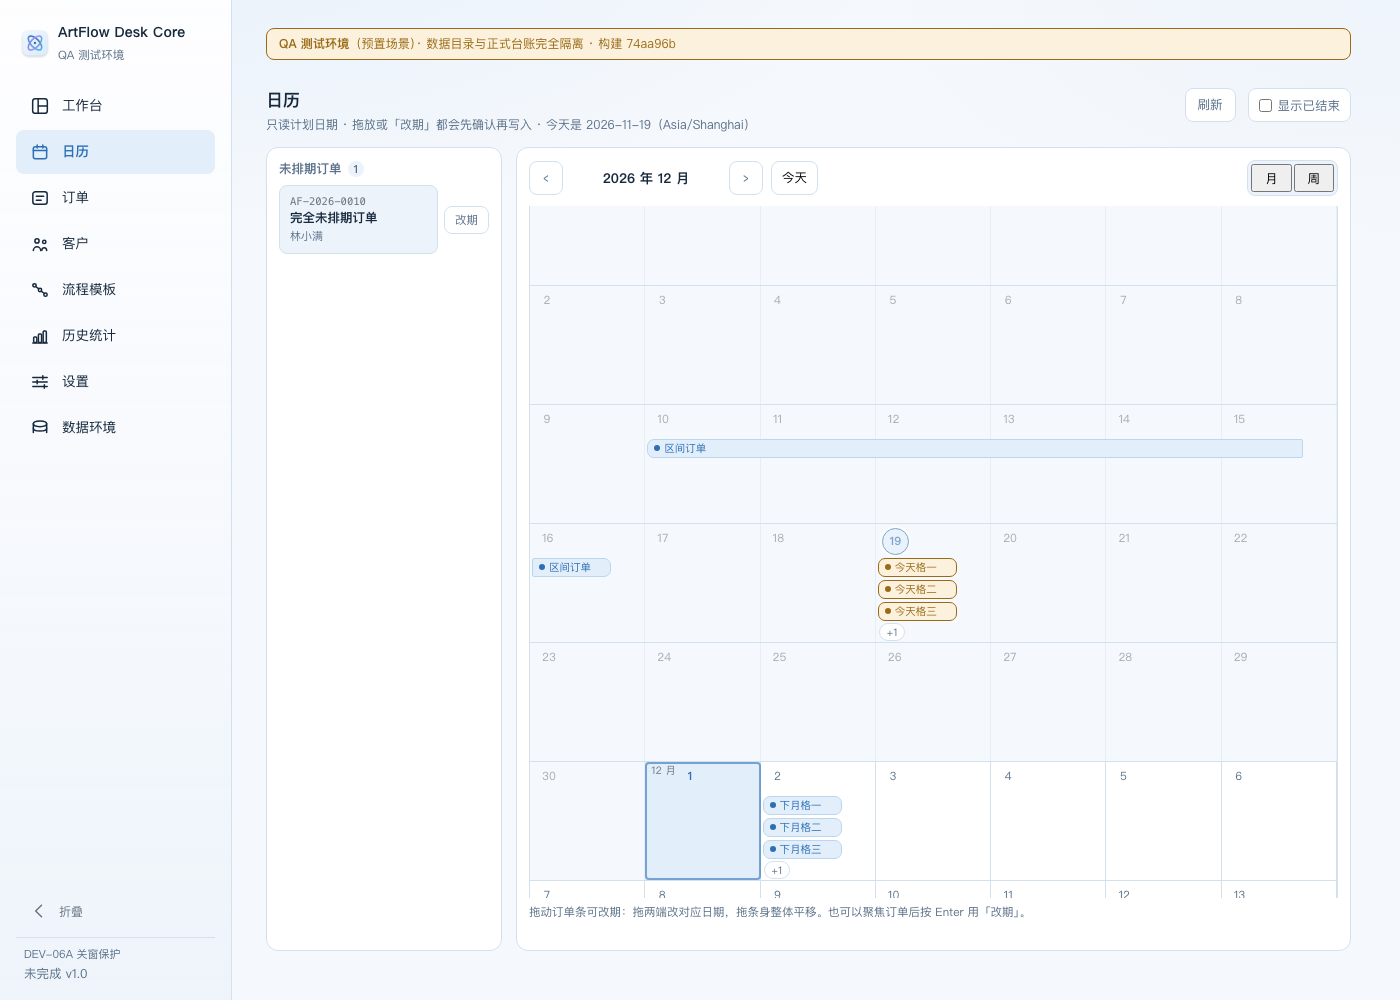 ArtFlow Desk Core
QA 测试环境
工作台
日历
订单
客户
流程模板
历史统计
设置
数据环境
折叠
DEV-06A 关窗保护
未完成 v1.0
QA 测试环境（预置场景）· 数据目录与正式台账完全隔离 · 构建 74aa96b
日历
只读计划日期 · 拖放或「改期」都会先确认再写入 · 今天是 2026-11-19（Asia/Shanghai）
刷新
显示已结束
未排期订单 1
AF-2026-0010
完全未排期订单
林小满
改期
< 2026 年 12 月 > 今天 月 周
2 3 4 5 6 7 8
9 10 11 12 13 14 15
区间订单
16 17 18 19 20 21 22
区间订单 今天格一
今天格二
今天格三
+1
23 24 25 26 27 28 29
30 12 月 1 2 3 4 5 6
下月格一
下月格二
下月格三
+1
7 8 9 10 11 12 13
拖动订单条可改期：拖两端改对应日期，拖条身整体平移。也可以聚焦订单后按 Enter 用「改期」。